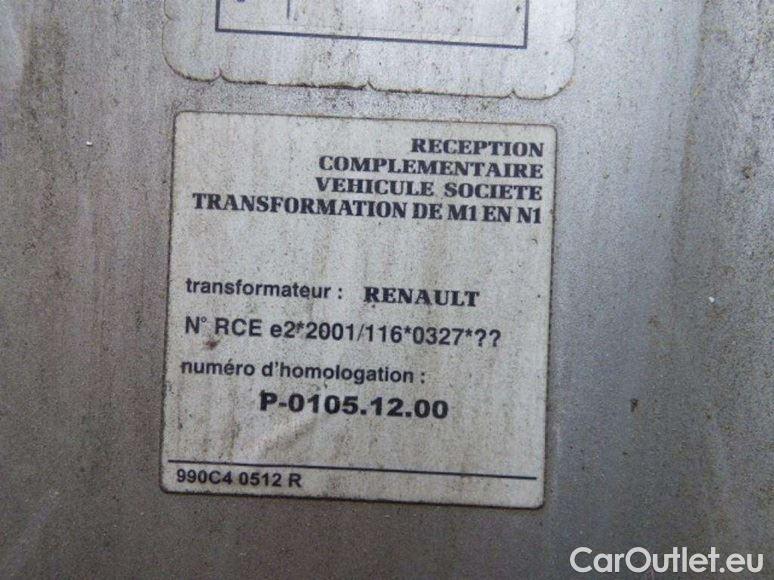 RECEPTION
COMPLEMENTAIRE
VEHICULE SOCIETE
TRANSFORMATION DE M1 EN N1
transformateur : RENAULT
N° RCE e2*2001/116*0327*??
numéro d'homologation :
P-0105.12.00
990C4 0512 R
CarOutlet.eu